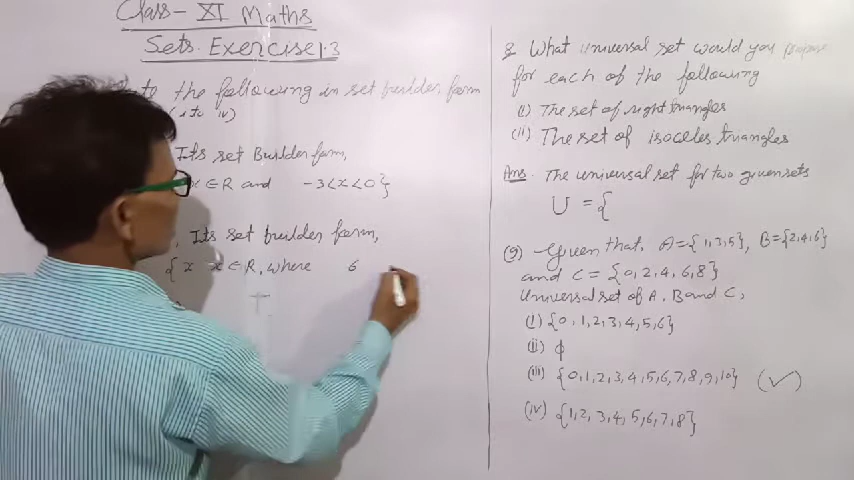 Class- XI Maths
Sets. Exercise 1.3
the following in set builder form
(i to iv)
Its set Builder form,
x ∈ R and -3 < x < 0}
, Its set builder form,
{ x x ∈ R, where 6
8. What universal set would you propose
for each of the following
(i) The set of right triangles
(ii) The set of isoceles triangles
Ans. The universal set for two given sets
U = {
(9) Given that, A = {1, 3, 5}, B = {2, 4, 6}
and C = {0, 2, 4, 6, 8}
Universal set of A, B and C,
(i) {0, 1, 2, 3, 4, 5, 6}
(ii) ϕ
(iii) {0, 1, 2, 3, 4, 5, 6, 7, 8, 9, 10} (✓)
(iv) {1, 2, 3, 4, 5, 6, 7, 8}